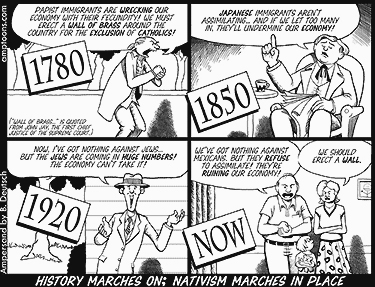 PAPIST IMMIGRANTS ARE WRECKING OUR
ECONOMY WITH THEIR FECUNDITY! WE MUST
ERECT A WALL OF BRASS AROUND THE
COUNTRY FOR THE EXCLUSION OF CATHOLICS!
1780
("WALL OF BRASS..." IS QUOTED
FROM JOHN JAY, THE FIRST CHIEF
JUSTICE OF THE SUPREME COURT.)
JAPANESE IMMIGRANTS AREN'T
ASSIMILATING... AND IF WE LET TOO MANY
IN, THEY'LL UNDERMINE OUR ECONOMY!
1850
NOW, I'VE GOT NOTHING AGAINST JEWS...
BUT THE JEWS ARE COMING IN HUGE NUMBERS!
THE ECONOMY CAN'T TAKE IT!
1920
WE'VE GOT NOTHING AGAINST
MEXICANS. BUT THEY REFUSE
TO ASSIMILATE! THEY'RE
RUINING OUR ECONOMY!
WE SHOULD
ERECT A WALL.
NOW
HISTORY MARCHES ON; NATIVISM MARCHES IN PLACE
amptoons.com
Ampersand by B. Deutsch